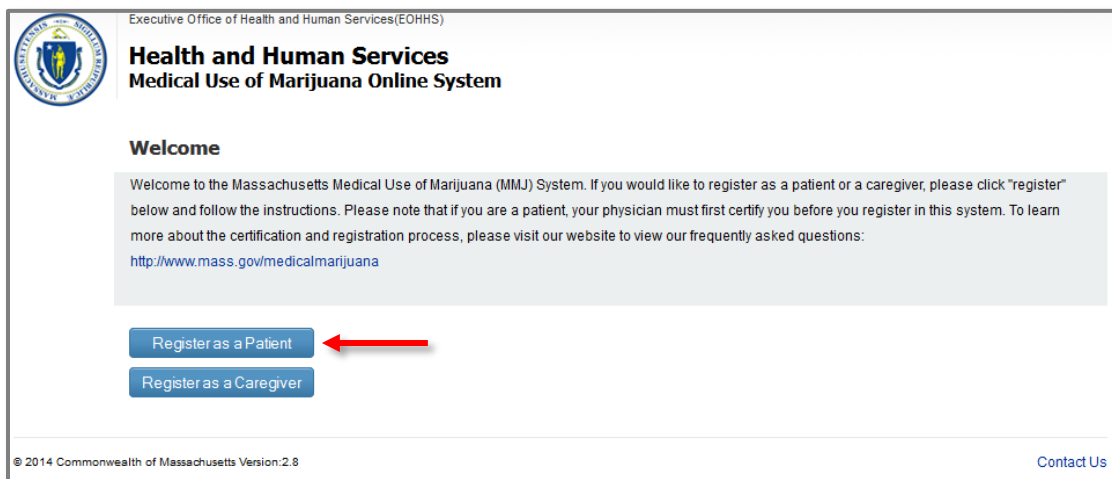 Executive Office of Health and Human Services(EOHHS)
Health and Human Services
Medical Use of Marijuana Online System
Welcome
Welcome to the Massachusetts Medical Use of Marijuana (MMJ) System. If you would like to register as a patient or a caregiver, please click "register"
below and follow the instructions. Please note that if you are a patient, your physician must first certify you before you register in this system. To learn
more about the certification and registration process, please visit our website to view our frequently asked questions:
http://www.mass.gov/medicalmarijuana
Register as a Patient
Register as a Caregiver
© 2014 Commonwealth of Massachusetts Version:2.8
Contact Us